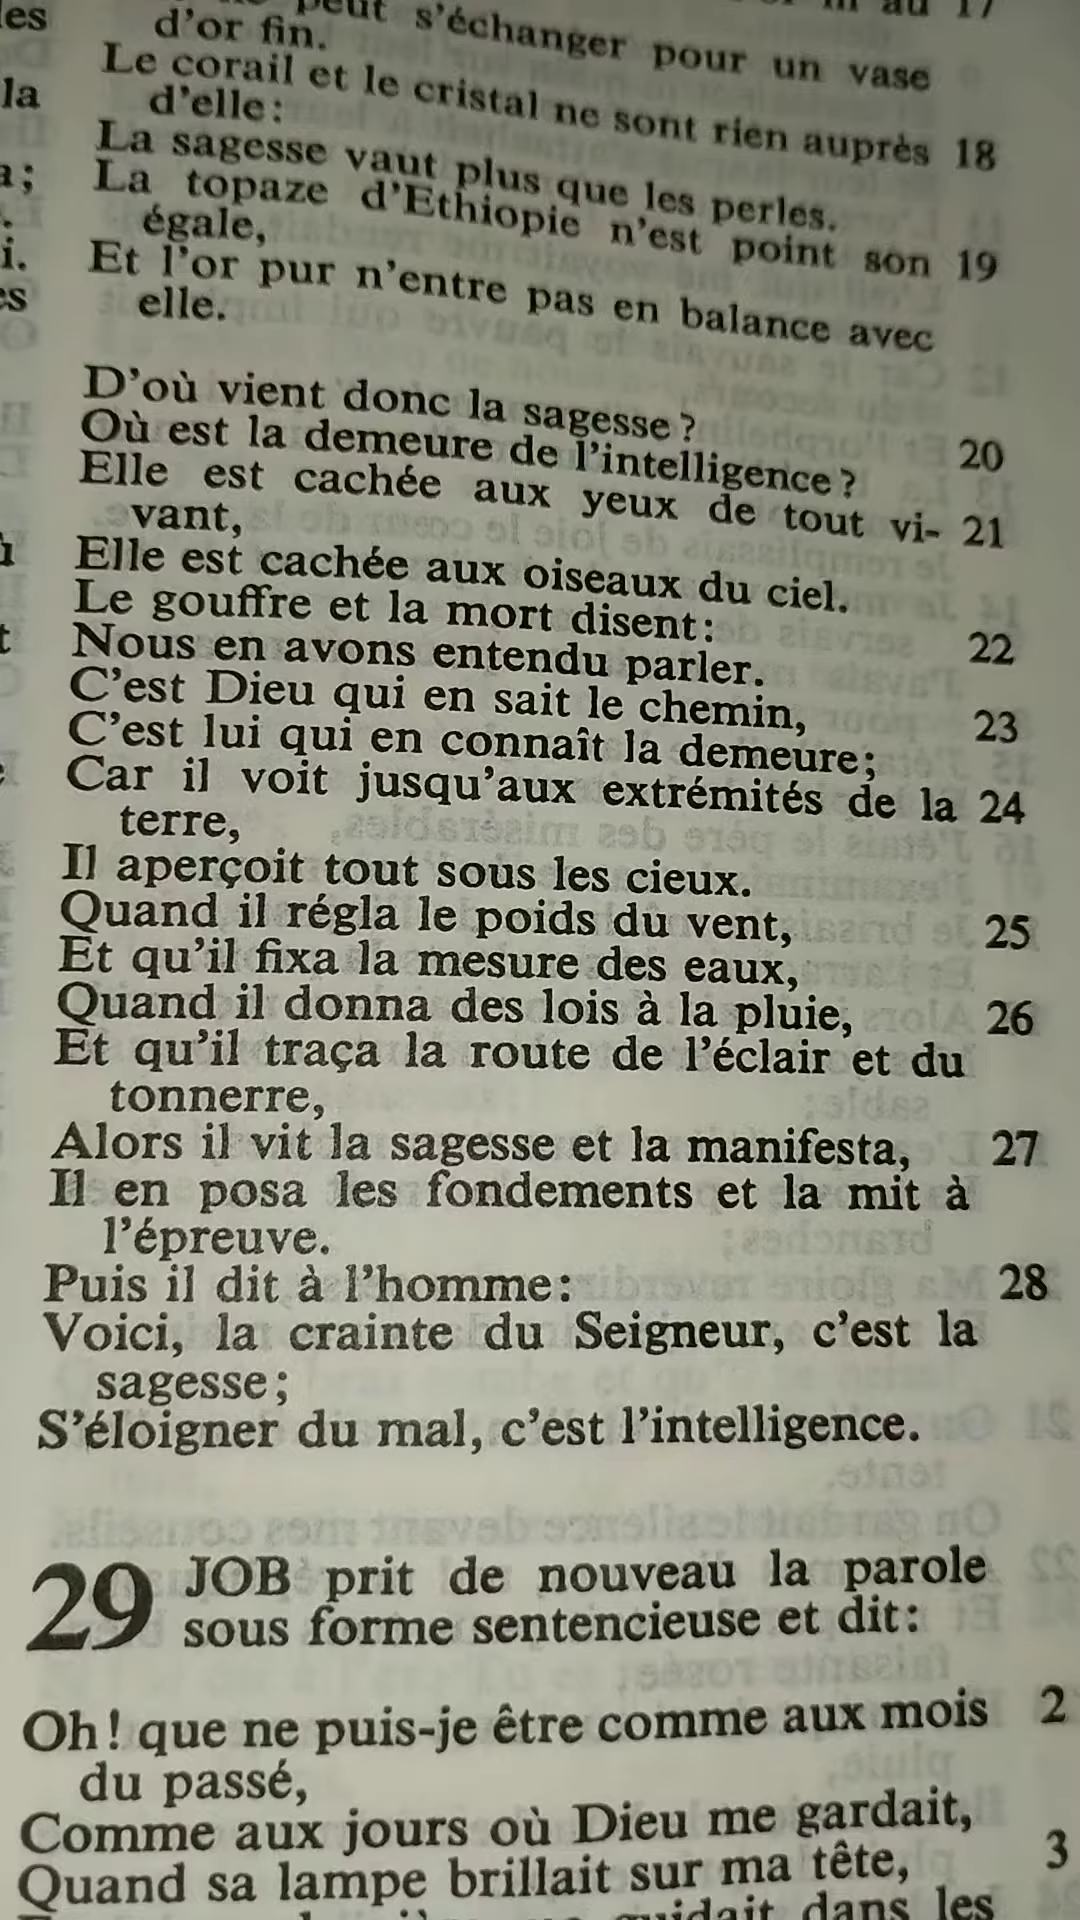 peut s'échanger pour un vase
d'or fin.
Le corail et le cristal ne sont rien auprès 18
d'elle:
La sagesse vaut plus que les perles.
La topaze d'Ethiopie n'est point son 19
égale,
Et l'or pur n'entre pas en balance avec
elle.
D'où vient donc la sagesse? 20
Où est la demeure de l'intelligence?
Elle est cachée aux yeux de tout vi- 21
vant,
Elle est cachée aux oiseaux du ciel.
Le gouffre et la mort disent: 22
Nous en avons entendu parler.
C'est Dieu qui en sait le chemin, 23
C'est lui qui en connaît la demeure;
Car il voit jusqu'aux extrémités de la 24
terre,
Il aperçoit tout sous les cieux.
Quand il régla le poids du vent, 25
Et qu'il fixa la mesure des eaux,
Quand il donna des lois à la pluie, 26
Et qu'il traça la route de l'éclair et du
tonnerre,
Alors il vit la sagesse et la manifesta, 27
Il en posa les fondements et la mit à
l'épreuve.
Puis il dit à l'homme: 28
Voici, la crainte du Seigneur, c'est la
sagesse;
S'éloigner du mal, c'est l'intelligence.
29 JOB prit de nouveau la parole
sous forme sentencieuse et dit:
Oh! que ne puis-je être comme aux mois 2
du passé,
Comme aux jours où Dieu me gardait,
Quand sa lampe brillait sur ma tête, 3
guidait dans les